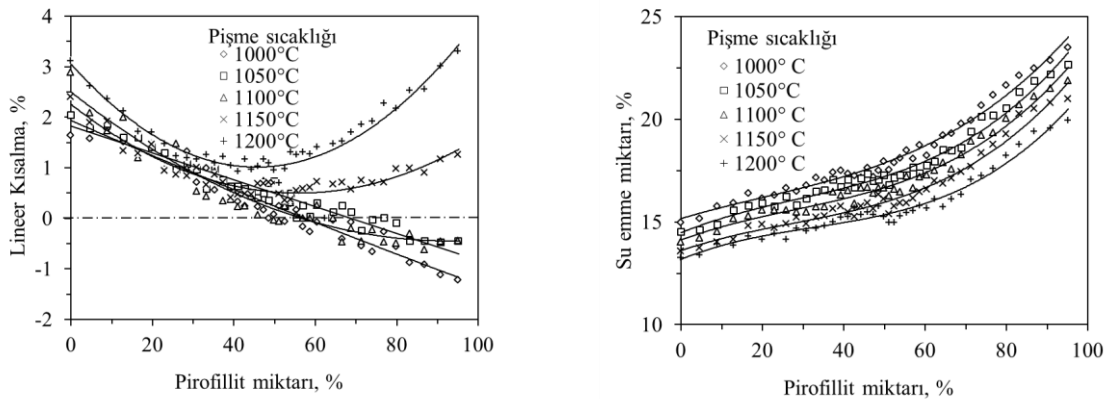 4
3
2
1
0
-1
-2
Lineer Kısalma, %
Pişme sıcaklığı
1000°C
1050°C
1100°C
1150°C
1200°C
0 20 40 60 80 100
Pirofillit miktarı, %
25
20
15
10
Su emme miktarı, %
Pişme sıcaklığı
1000° C
1050° C
1100° C
1150° C
1200° C
0 20 40 60 80 100
Pirofillit miktarı, %